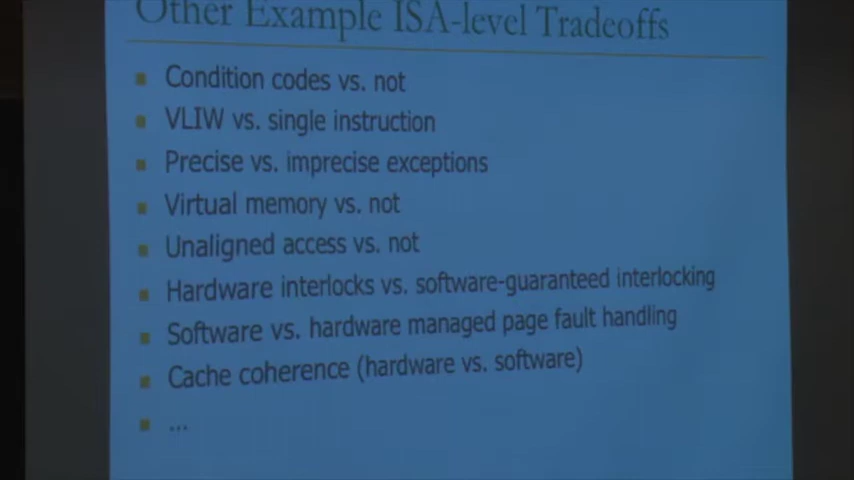 Other Example ISA-level Tradeoffs
Condition codes vs. not
VLIW vs. single instruction
Precise vs. imprecise exceptions
Virtual memory vs. not
Unaligned access vs. not
Hardware interlocks vs. software-guaranteed interlocking
Software vs. hardware managed page fault handling
Cache coherence (hardware vs. software)
...